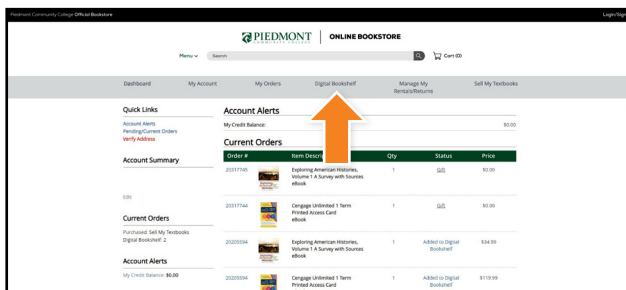 Piedmont Community College Official Bookstore
Login/Sign
PIEDMONT
COMMUNITY COLLEGE
ONLINE BOOKSTORE
Menu
Search
Cart (0)
Dashboard
My Account
My Orders
Digital Bookshelf
Manage My
Rentals/Returns
Sell My Textbooks
Quick Links
Account Alerts
Pending/Current Orders
Verify Address
Account Summary
Edit
Current Orders
Purchased: Sell My Textbooks
Digital Bookshelf: 2
Account Alerts
My Credit Balance: $0.00
Account Alerts
My Credit Balance: $0.00
Current Orders
Order # Item Descri Qty Status Price
20317745 Exploring American Histories, 1 Gift $0.00
Volume 1 A Survey with Sources
eBook
20317744 Cengage Unlimited 1 Term 1 Gift $0.00
Printed Access Card
eBook
20205594 Exploring American Histories, 1 Added to Digital $34.99
Volume 1 A Survey with Sources Bookshelf
eBook
20205594 Cengage Unlimited 1 Term 1 Added to Digital $119.99
Printed Access Card Bookshelf